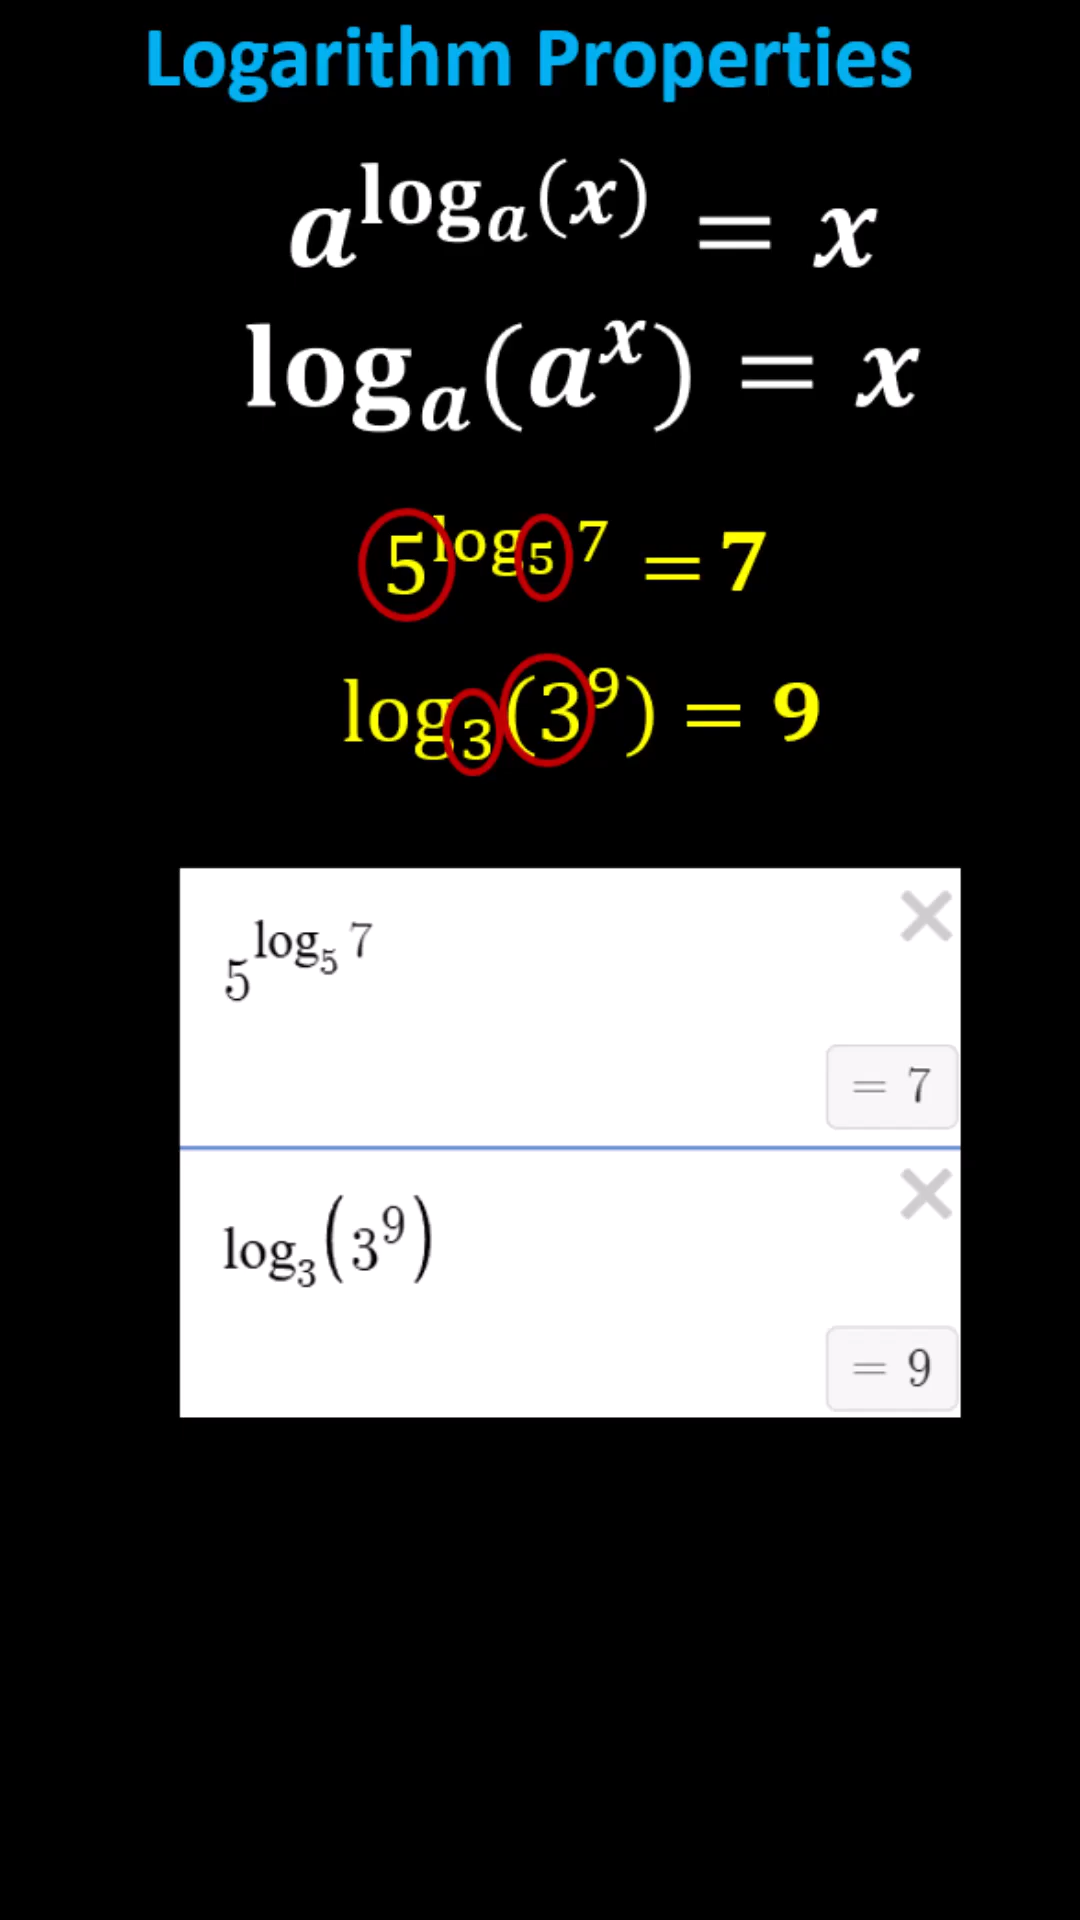 Logarithm Properties
a^{log_a(x)} = x
log_a(a^x) = x
5^{log_5 7} = 7
log_3(3^9) = 9
5^{log_5 7}
= 7
log_3(3^9)
= 9